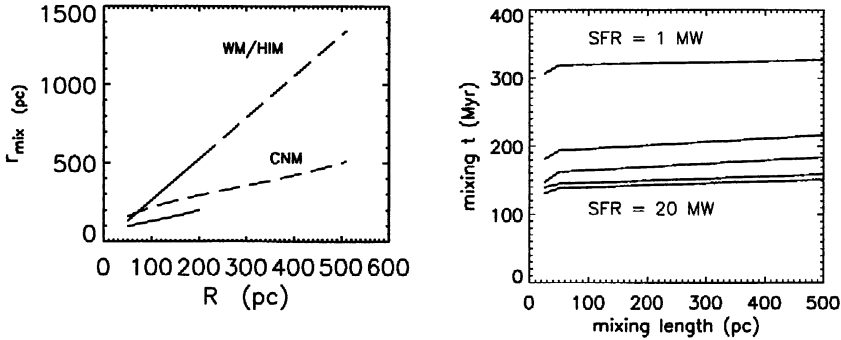 1500
1000
500
0
r_mix (pc)
WM/HIM
CNM
0 100 200 300 400 500 600
R (pc)
400
300
200
100
0
mixing t (Myr)
SFR = 1 MW
SFR = 20 MW
0 100 200 300 400 500
mixing length (pc)